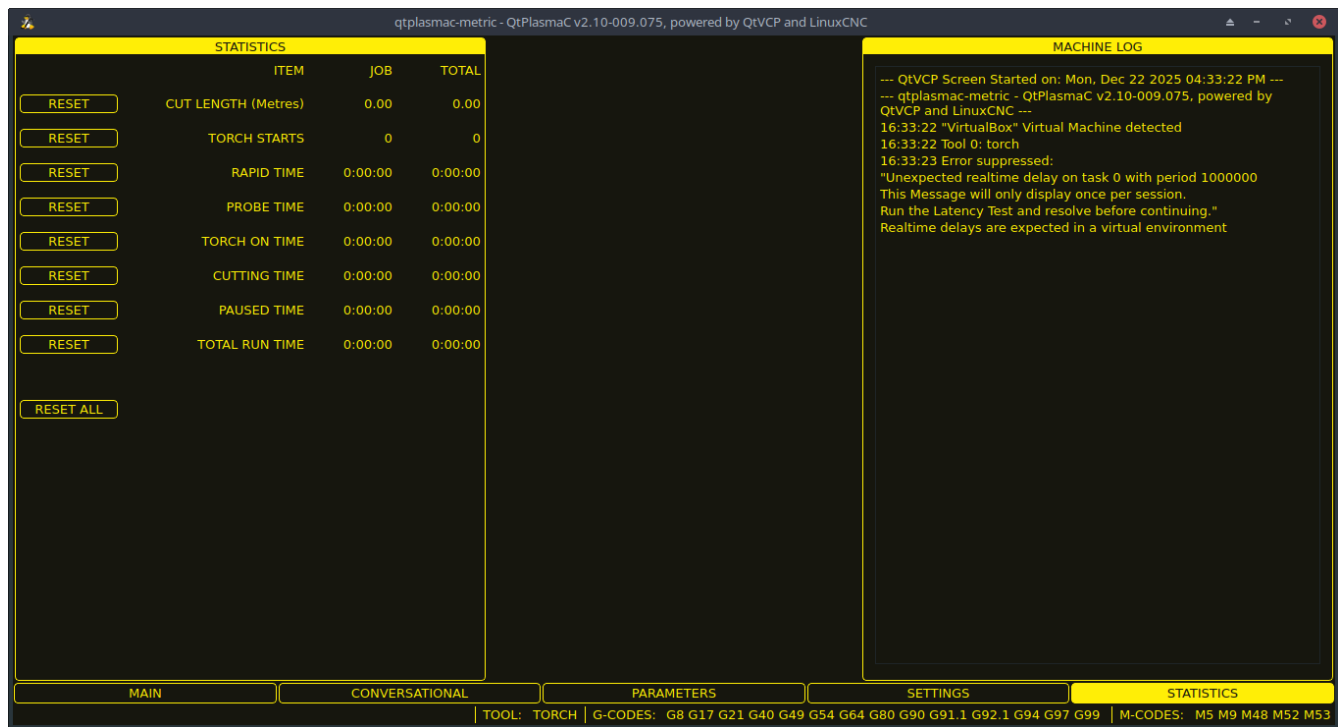 qtplasmac-metric - QtPlasmaC v2.10-009.075, powered by QtVCP and LinuxCNC
STATISTICS
ITEM JOB TOTAL
RESET CUT LENGTH (Metres) 0.00 0.00
RESET TORCH STARTS 0 0
RESET RAPID TIME 0:00:00 0:00:00
RESET PROBE TIME 0:00:00 0:00:00
RESET TORCH ON TIME 0:00:00 0:00:00
RESET CUTTING TIME 0:00:00 0:00:00
RESET PAUSED TIME 0:00:00 0:00:00
RESET TOTAL RUN TIME 0:00:00 0:00:00
RESET ALL
MACHINE LOG
--- QtVCP Screen Started on: Mon, Dec 22 2025 04:33:22 PM ---
--- qtplasmac-metric - QtPlasmaC v2.10-009.075, powered by
QtVCP and LinuxCNC ---
16:33:22 "VirtualBox" Virtual Machine detected
16:33:22 Tool 0: torch
16:33:23 Error suppressed:
"Unexpected realtime delay on task 0 with period 1000000
This Message will only display once per session.
Run the Latency Test and resolve before continuing."
Realtime delays are expected in a virtual environment
MAIN CONVERSATIONAL PARAMETERS SETTINGS STATISTICS
TOOL: TORCH G-CODES: G8 G17 G21 G40 G49 G54 G64 G80 G90 G91.1 G92.1 G94 G97 G99 M-CODES: M5 M9 M48 M52 M53